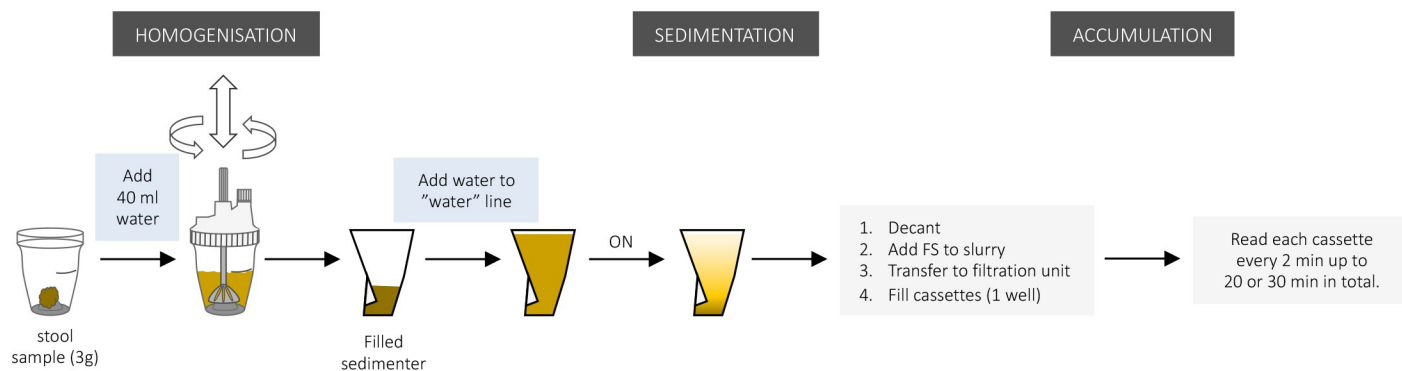 HOMOGENISATION
SEDIMENTATION
ACCUMULATION
Add
40 ml
water
Add water to
”water” line
ON
1. Decant
2. Add FS to slurry
3. Transfer to filtration unit
4. Fill cassettes (1 well)
Read each cassette
every 2 min up to
20 or 30 min in total.
stool
sample (3g)
Filled
sedimenter